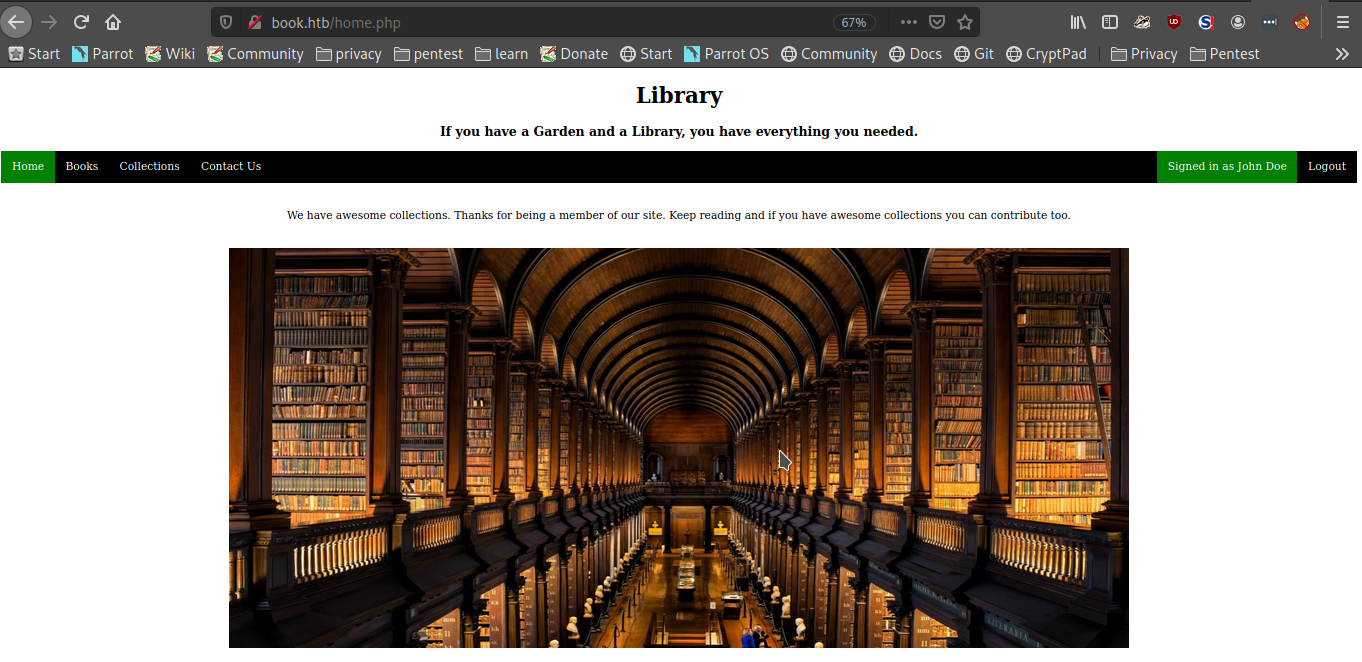 book.htb/home.php
67%
Start Parrot Wiki Community privacy pentest learn Donate Start Parrot OS Community Docs Git CryptPad Privacy Pentest
Library
If you have a Garden and a Library, you have everything you needed.
Home Books Collections Contact Us Signed in as John Doe Logout
We have awesome collections. Thanks for being a member of our site. Keep reading and if you have awesome collections you can contribute too.